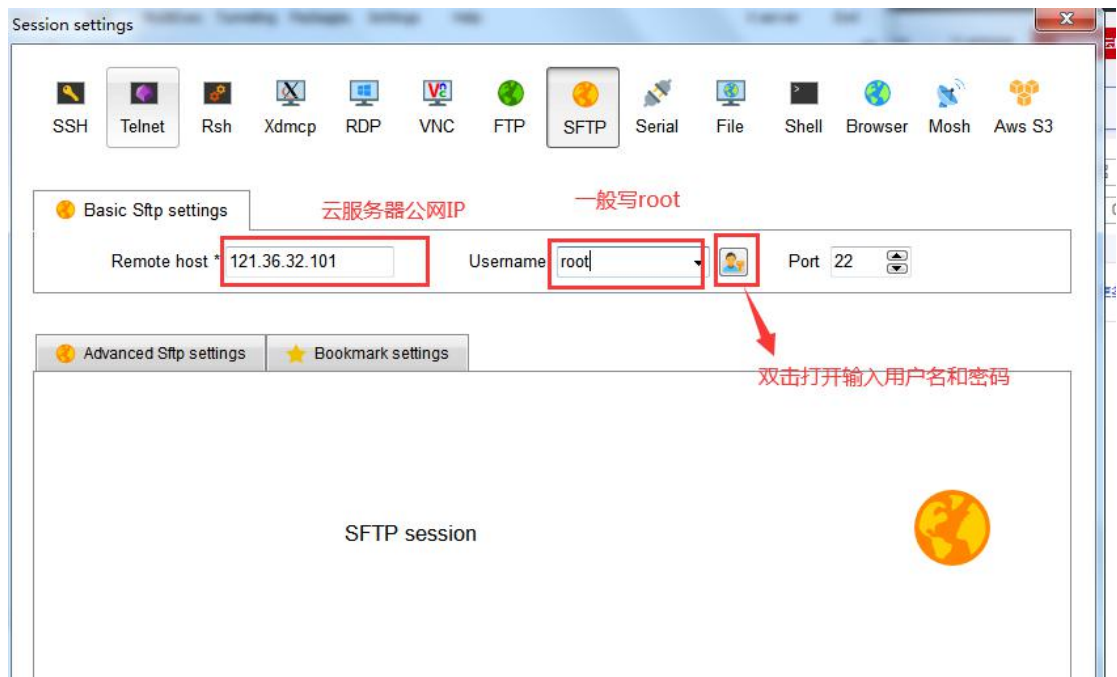 Session settings
SSH Telnet Rsh Xdmcp RDP VNC FTP SFTP Serial File Shell Browser Mosh Aws S3
Basic Sftp settings
云服务器公网IP
一般写root
Remote host * 121.36.32.101 Username root Port 22
Advanced Sftp settings Bookmark settings
双击打开输入用户名和密码
SFTP session